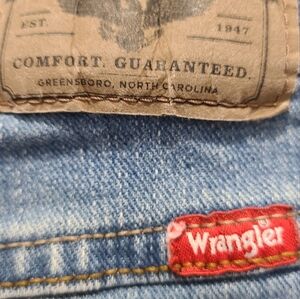 EST. 1947
COMFORT. GUARANTEED.
GREENSBORO, NORTH CAROLINA
Wrangler